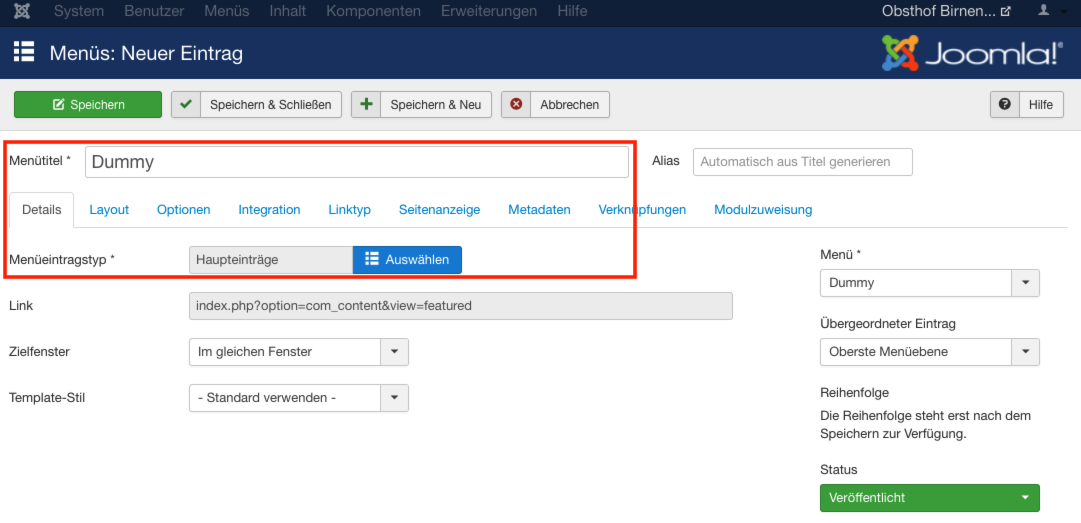 System Benutzer Menüs Inhalt Komponenten Erweiterungen Hilfe Obsthof Birnen...
Menüs: Neuer Eintrag Joomla!®
Speichern Speichern & Schließen Speichern & Neu Abbrechen Hilfe
Menütitel * Dummy Alias Automatisch aus Titel generieren
Details Layout Optionen Integration Linktyp Seitenanzeige Metadaten Verknüpfungen Modulzuweisung
Menüeintragstyp * Haupteinträge Auswählen
Link index.php?option=com_content&view=featured
Zielfenster Im gleichen Fenster
Template-Stil - Standard verwenden -
Menü *
Dummy
Übergeordneter Eintrag
Oberste Menüebene
Reihenfolge
Die Reihenfolge steht erst nach dem
Speichern zur Verfügung.
Status
Veröffentlicht